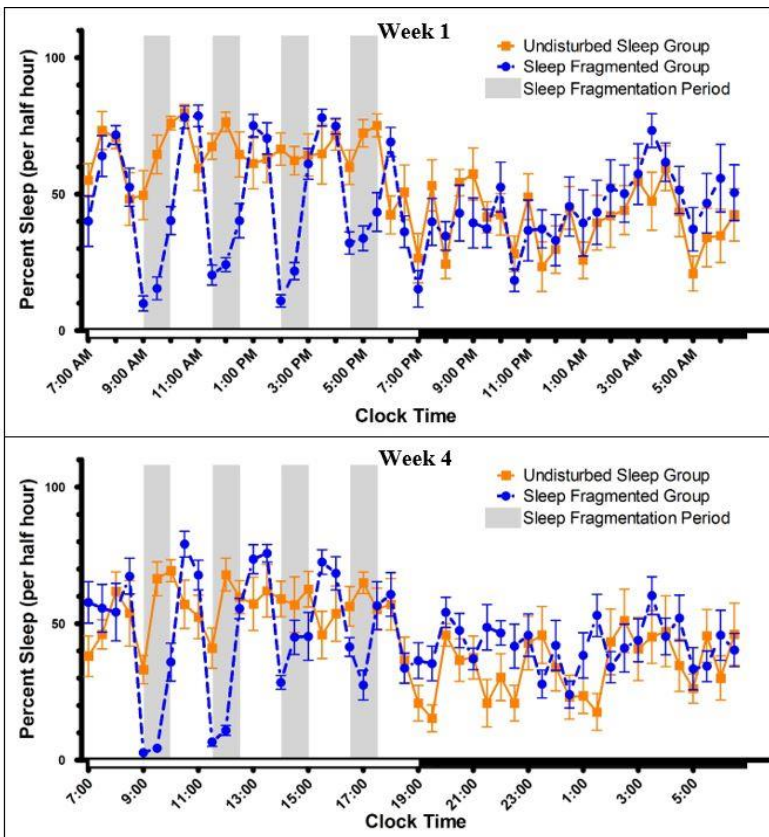 Week 1
Undisturbed Sleep Group
Sleep Fragmented Group
Sleep Fragmentation Period
Percent Sleep (per half hour)
100
50
0
7:00 AM
9:00 AM
11:00 AM
1:00 PM
3:00 PM
5:00 PM
7:00 PM
9:00 PM
11:00 PM
1:00 AM
3:00 AM
5:00 AM
Clock Time
Week 4
Undisturbed Sleep Group
Sleep Fragmented Group
Sleep Fragmentation Period
Percent Sleep (per half hour)
100
50
0
7:00
9:00
11:00
13:00
15:00
17:00
19:00
21:00
23:00
1:00
3:00
5:00
Clock Time